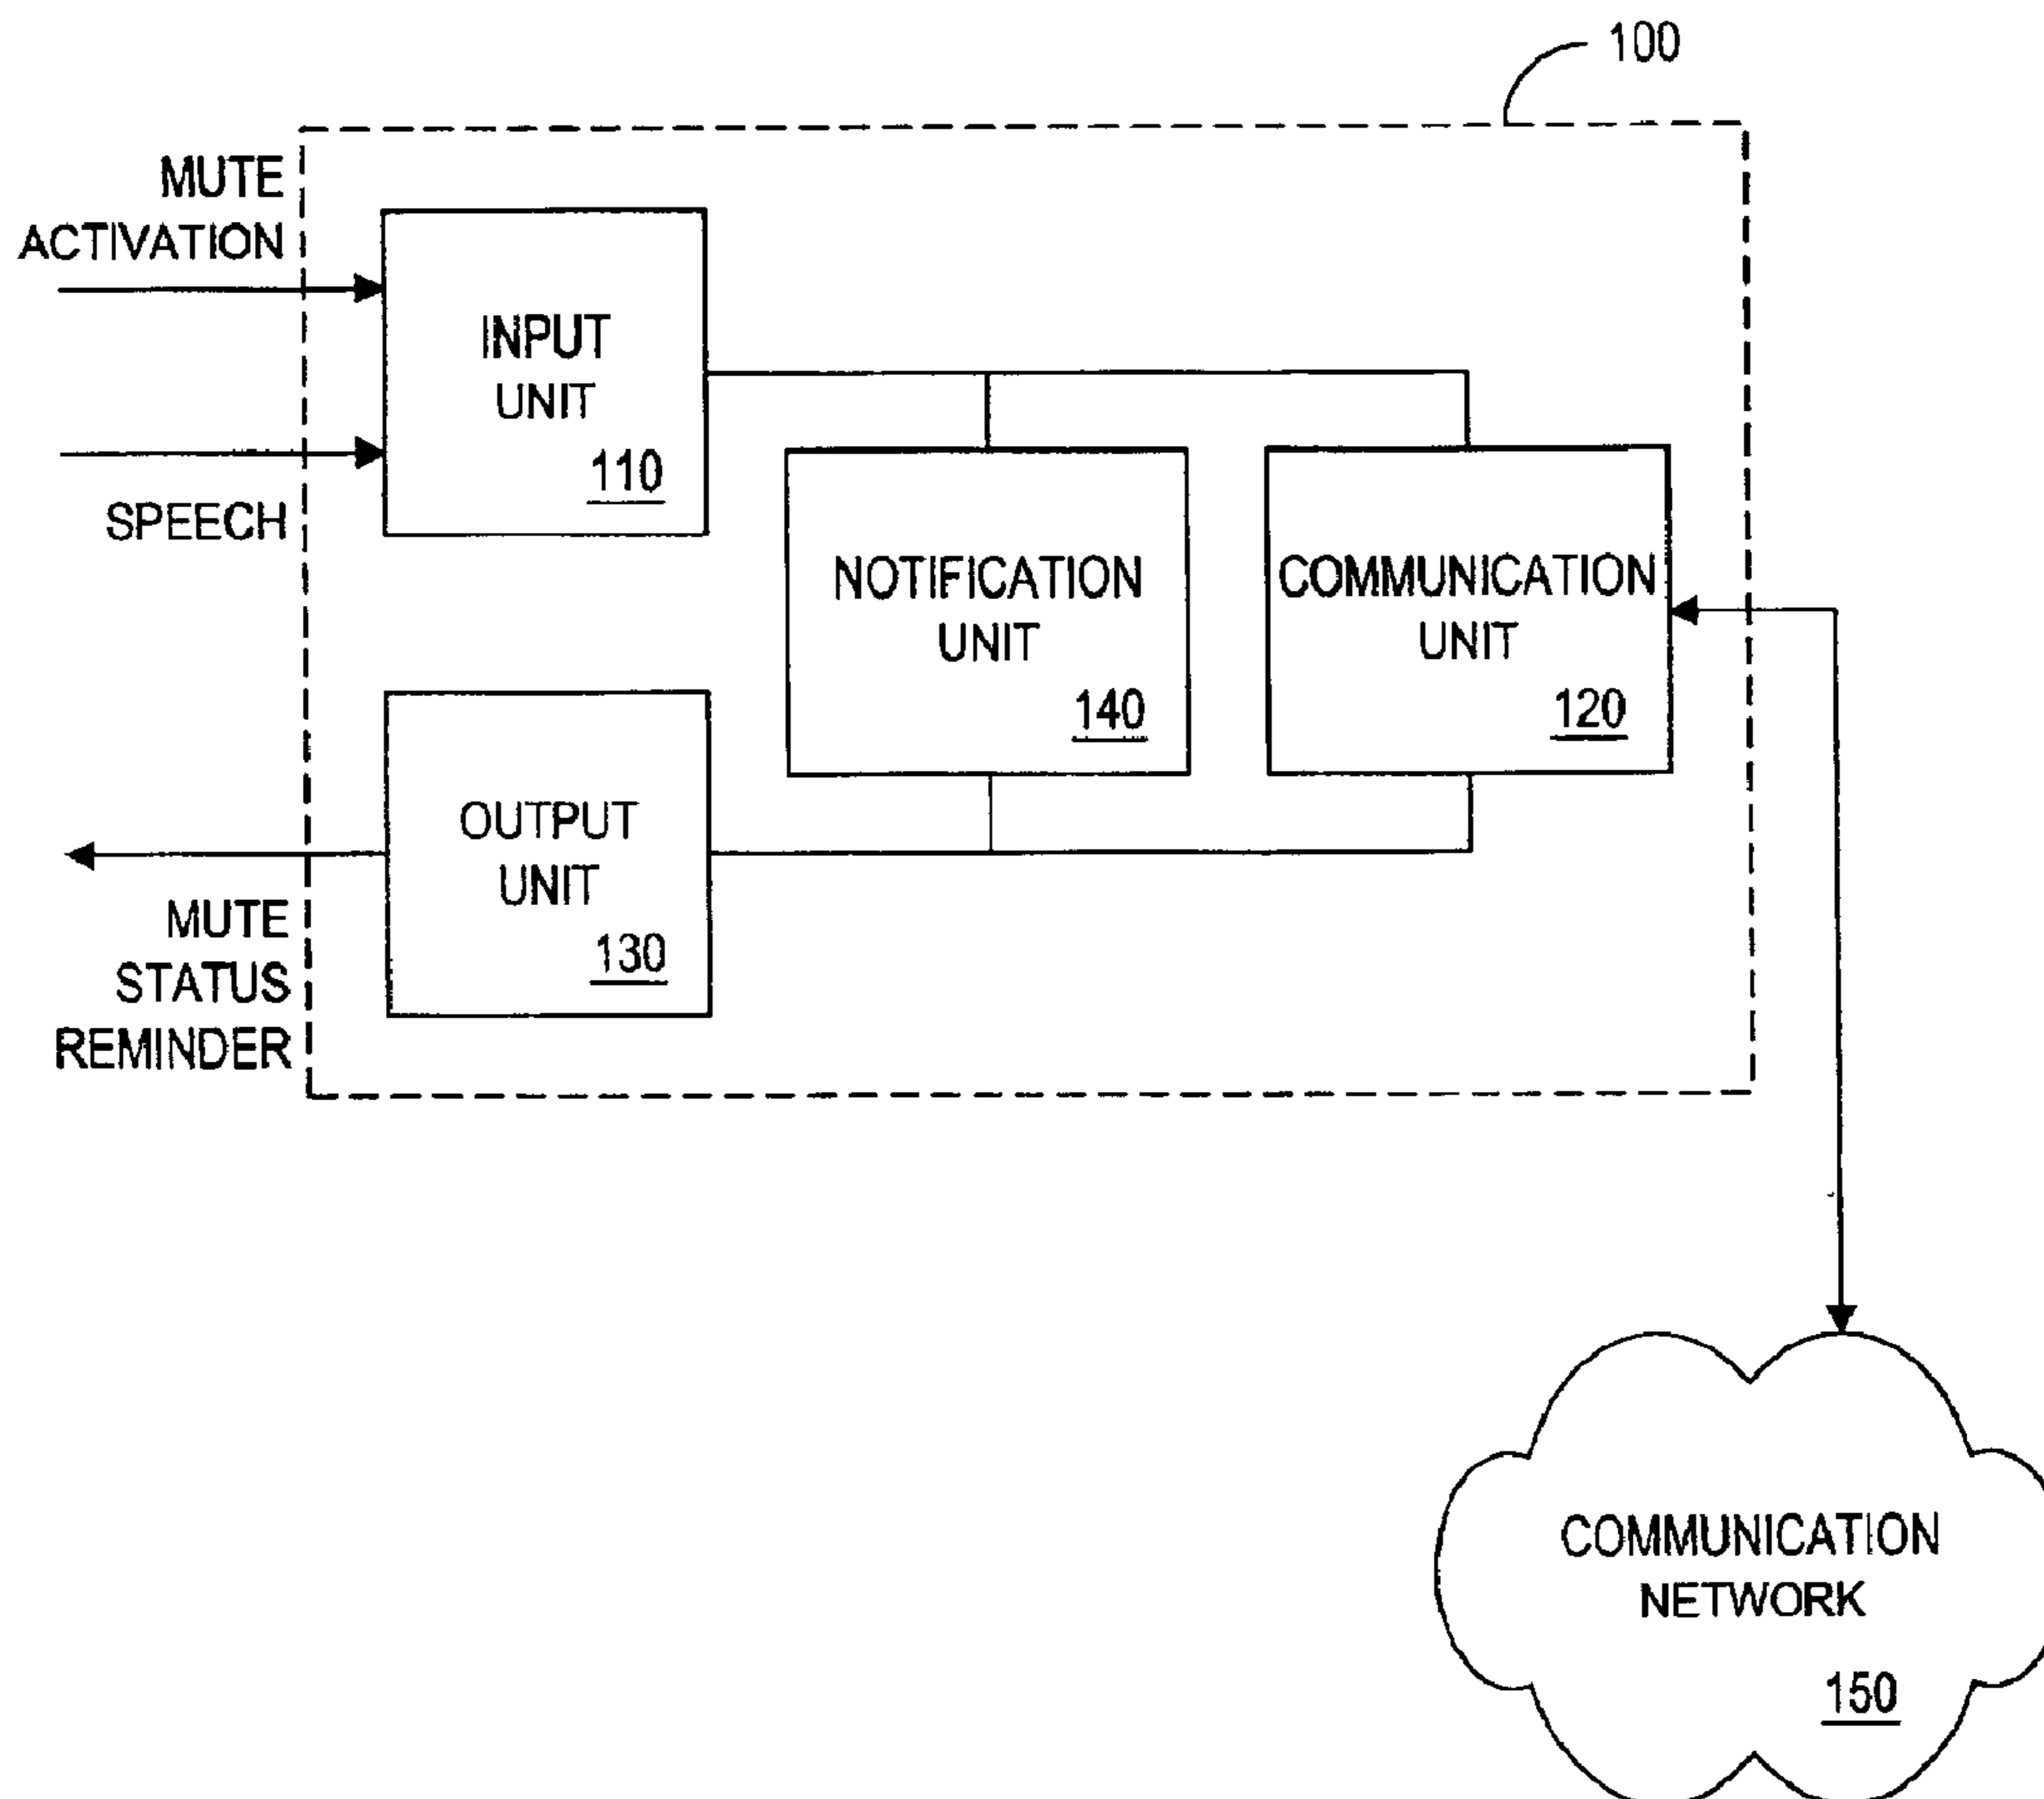 100
MUTE
ACTIVATION
SPEECH
INPUT
UNIT
110
NOTIFICATION
UNIT
140
COMMUNICATION
UNIT
120
OUTPUT
UNIT
130
MUTE
STATUS
REMINDER
COMMUNICATION
NETWORK
150